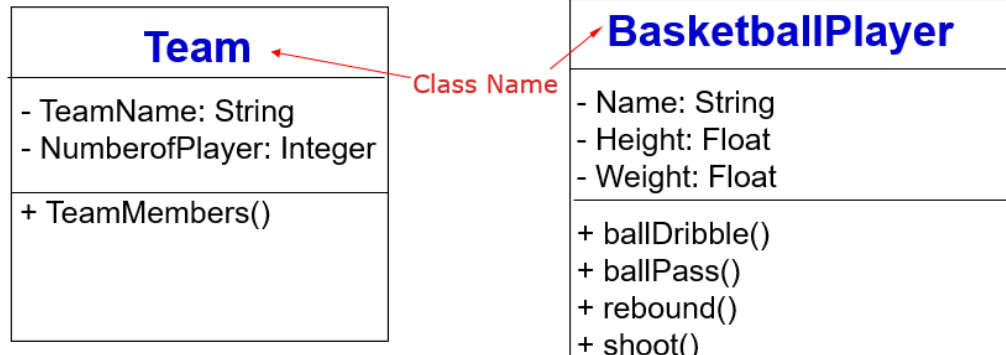 Team
- TeamName: String
- NumberofPlayer: Integer
+ TeamMembers()
Class Name
BasketballPlayer
- Name: String
- Height: Float
- Weight: Float
+ ballDribble()
+ ballPass()
+ rebound()
+ shoot()